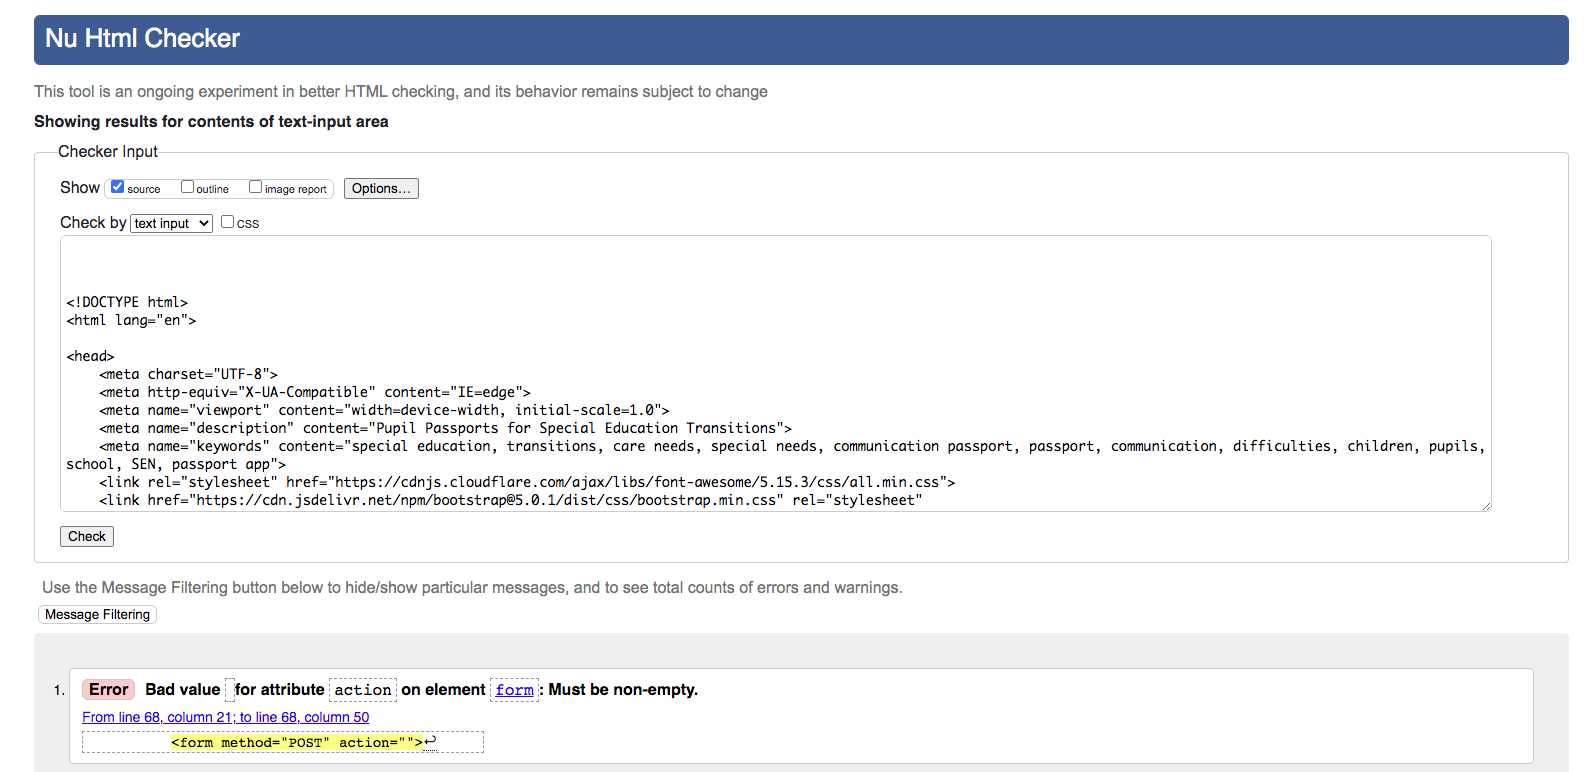 Nu Html Checker
This tool is an ongoing experiment in better HTML checking, and its behavior remains subject to change
Showing results for contents of text-input area
Checker Input
Show source outline image report Options...
Check by text input CSS
<!DOCTYPE html>
<html lang="en">
<head>
<meta charset="UTF-8">
<meta http-equiv="X-UA-Compatible" content="IE=edge">
<meta name="viewport" content="width=device-width, initial-scale=1.0">
<meta name="description" content="Pupil Passports for Special Education Transitions">
<meta name="keywords" content="special education, transitions, care needs, special needs, communication passport, passport, communication, difficulties, children, pupils,
school, SEN, passport app">
<link rel="stylesheet" href="https://cdnjs.cloudflare.com/ajax/libs/font-awesome/5.15.3/css/all.min.css">
<link href="https://cdn.jsdelivr.net/npm/bootstrap@5.0.1/dist/css/bootstrap.min.css" rel="stylesheet"
Check
Use the Message Filtering button below to hide/show particular messages, and to see total counts of errors and warnings.
Message Filtering
1. Error Bad value for attribute action on element form: Must be non-empty.
From line 68, column 21; to line 68, column 50
<form method="POST" action="">↩